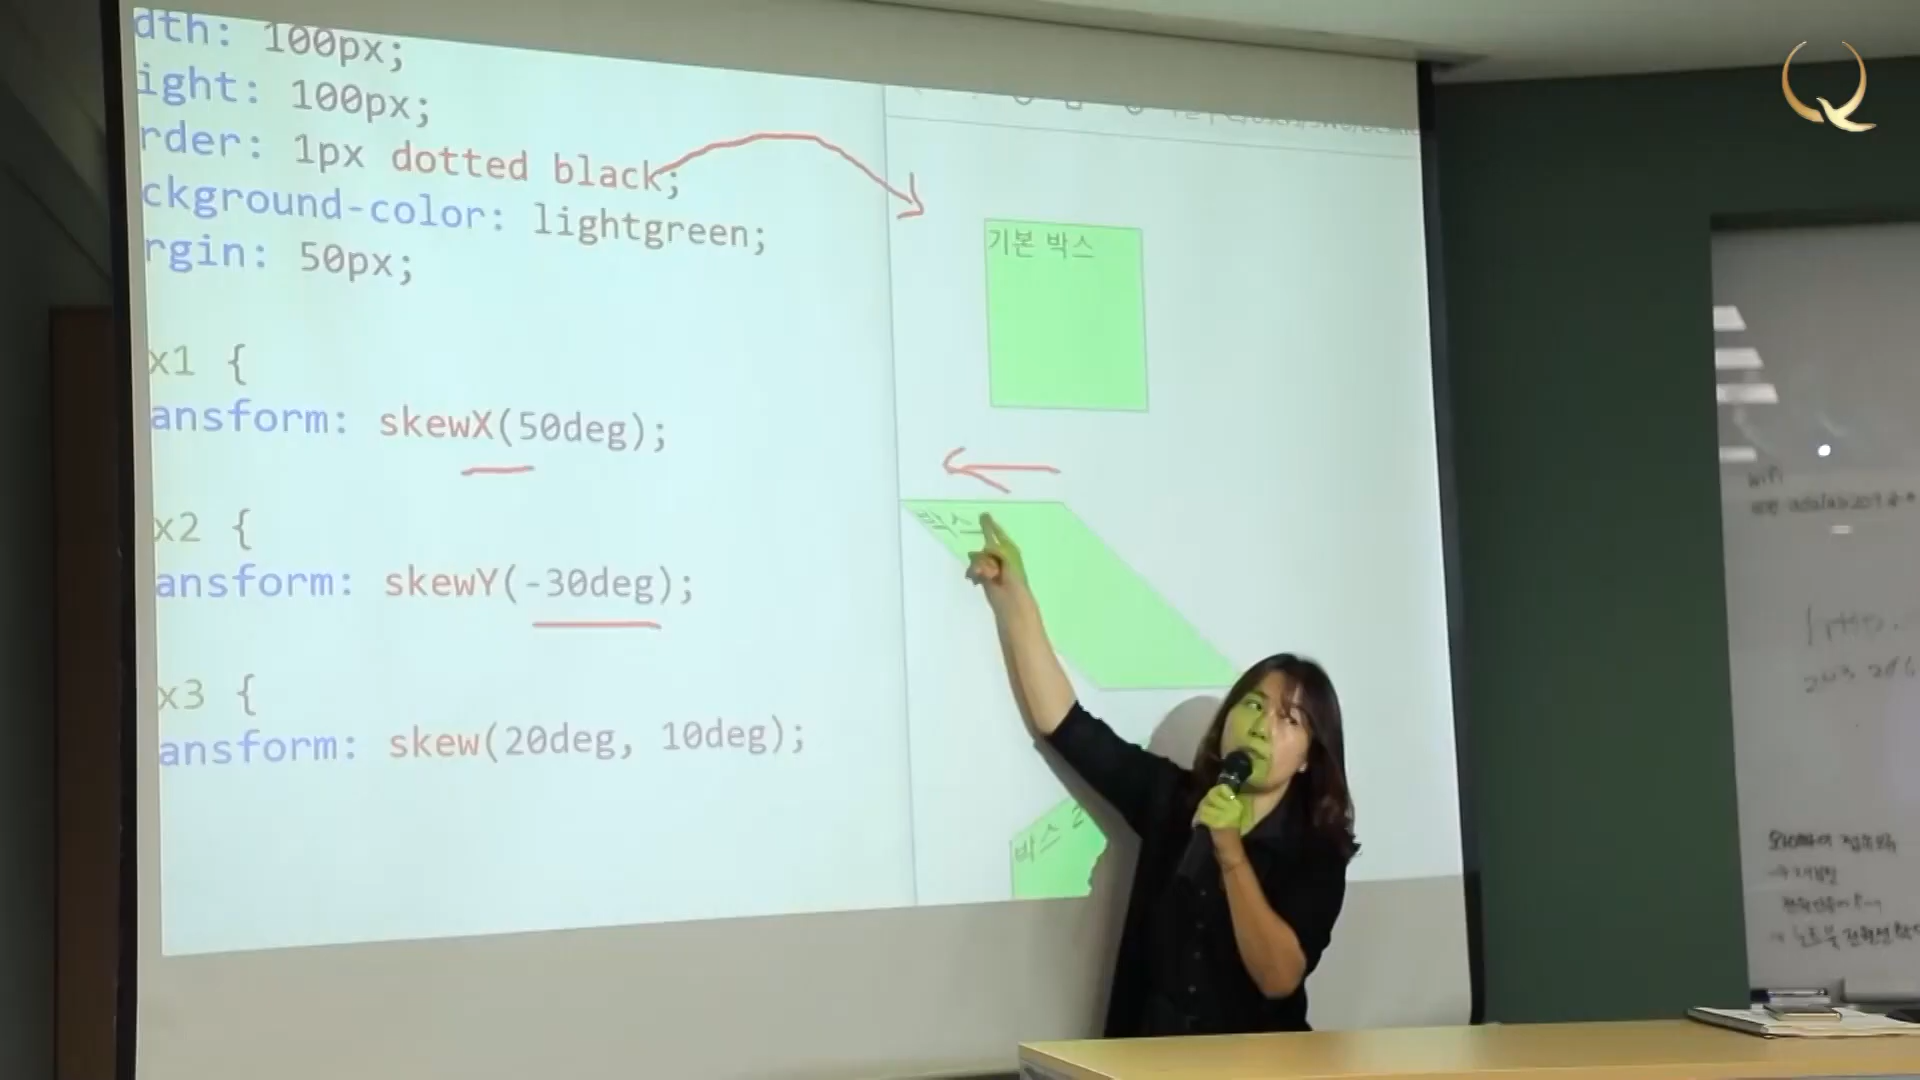 dth: 100px;
ight: 100px;
rder: 1px dotted black;
ckground-color: lightgreen;
rgin: 50px;
x1 {
ansform: skewX(50deg);
x2 {
ansform: skewY(-30deg);
x3 {
ansform: skew(20deg, 10deg);
기본 박스
박스
박스 2
wifi